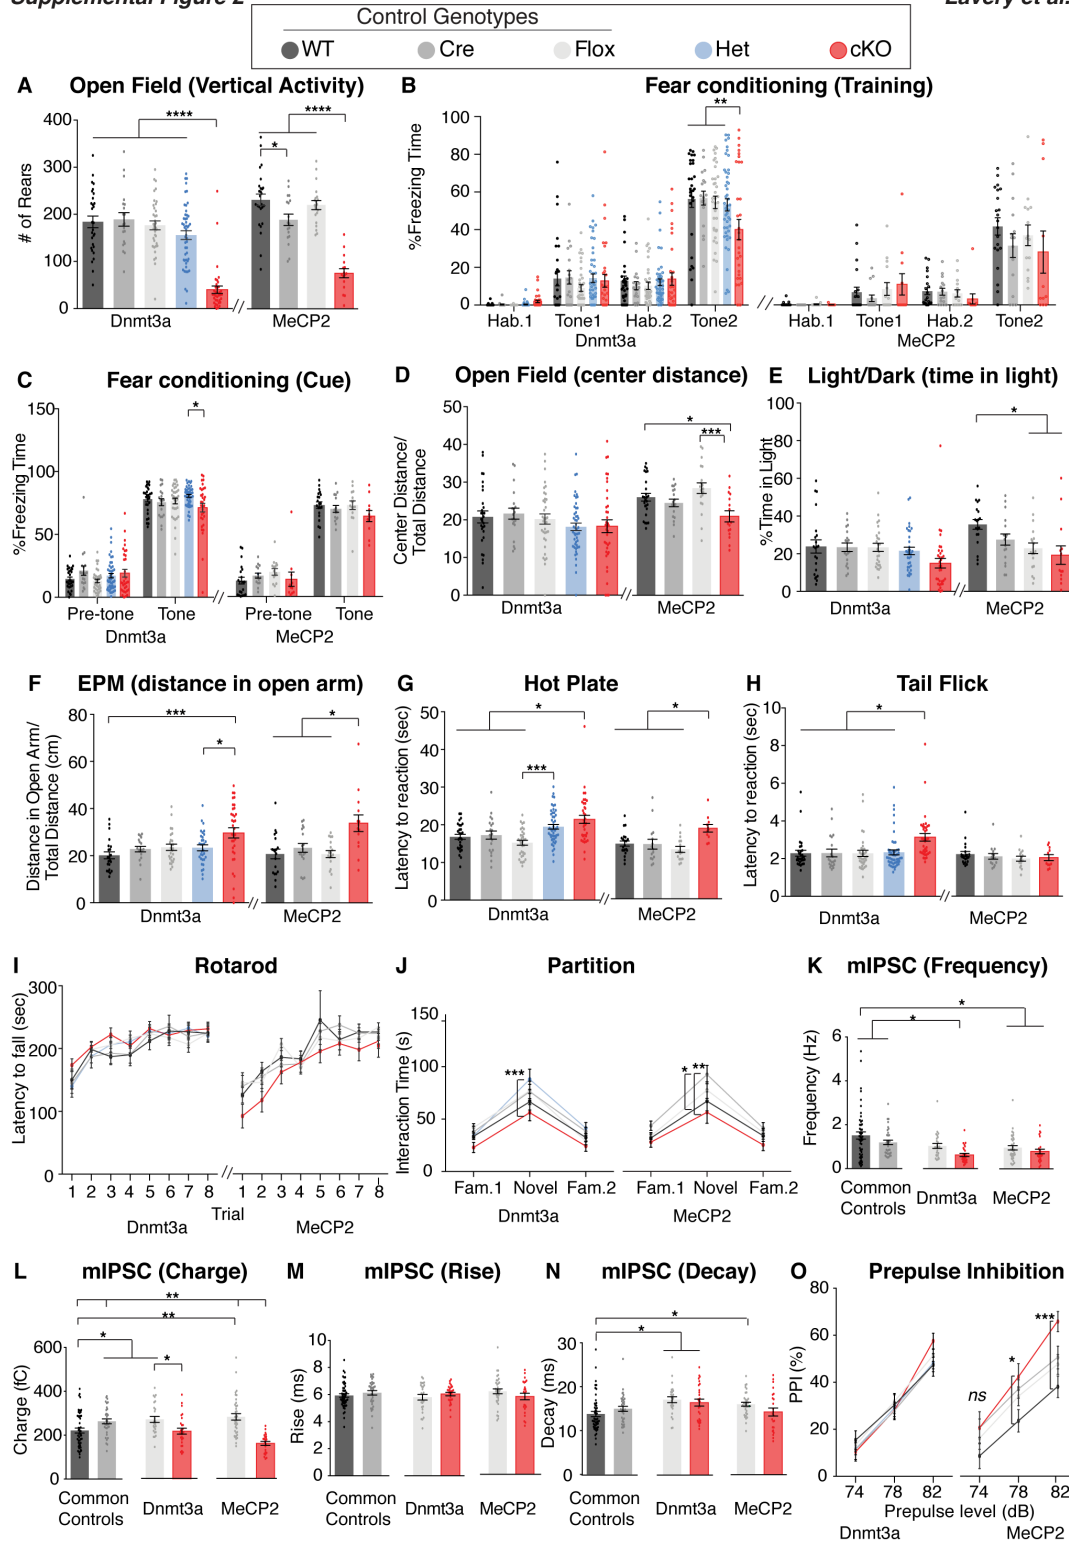 Supplemental Figure 2
Lavery et al.
Control Genotypes
WT Cre Flox Het cKO
A Open Field (Vertical Activity)
# of Rears
400
300
200
100
0
****
****
*
Dnmt3a
MeCP2
B Fear conditioning (Training)
%Freezing Time
100
80
60
40
20
0
**
Hab.1 Tone1 Hab.2 Tone2
Dnmt3a
Hab.1 Tone1 Hab.2 Tone2
MeCP2
C Fear conditioning (Cue)
%Freezing Time
150
100
50
0
*
Pre-tone Tone
Dnmt3a
Pre-tone Tone
MeCP2
D Open Field (center distance)
Center Distance/
Total Distance
50
40
30
20
10
0
*
***
Dnmt3a
MeCP2
E Light/Dark (time in light)
%Time in Light
100
80
60
40
20
0
*
Dnmt3a
MeCP2
F EPM (distance in open arm)
Distance in Open Arm/
Total Distance (cm)
80
60
40
20
0
***
*
*
Dnmt3a
MeCP2
G Hot Plate
Latency to reaction (sec)
50
40
30
20
10
0
*
***
*
Dnmt3a
MeCP2
H Tail Flick
Latency to reaction (sec)
10
8
6
4
2
0
*
Dnmt3a
MeCP2
I Rotarod
Latency to fall (sec)
300
200
100
0
1 2 3 4 5 6 7 8
1 2 3 4 5 6 7 8
Trial
Dnmt3a
MeCP2
J Partition
Interaction Time (s)
150
100
50
0
***
* **
Fam.1 Novel Fam.2
Dnmt3a
Fam.1 Novel Fam.2
MeCP2
K mIPSC (Frequency)
Frequency (Hz)
6
4
2
0
*
*
Common
Controls
Dnmt3a
MeCP2
L mIPSC (Charge)
Charge (fC)
600
400
200
0
**
**
*
*
Common
Controls
Dnmt3a
MeCP2
M mIPSC (Rise)
Rise (ms)
10
8
6
4
2
0
Common
Controls
Dnmt3a
MeCP2
N mIPSC (Decay)
Decay (ms)
30
20
10
0
*
*
Common
Controls
Dnmt3a
MeCP2
O Prepulse Inhibition
PPI (%)
80
60
40
20
0
ns
*
***
74 78 82
74 78 82
Prepulse level (dB)
Dnmt3a
MeCP2